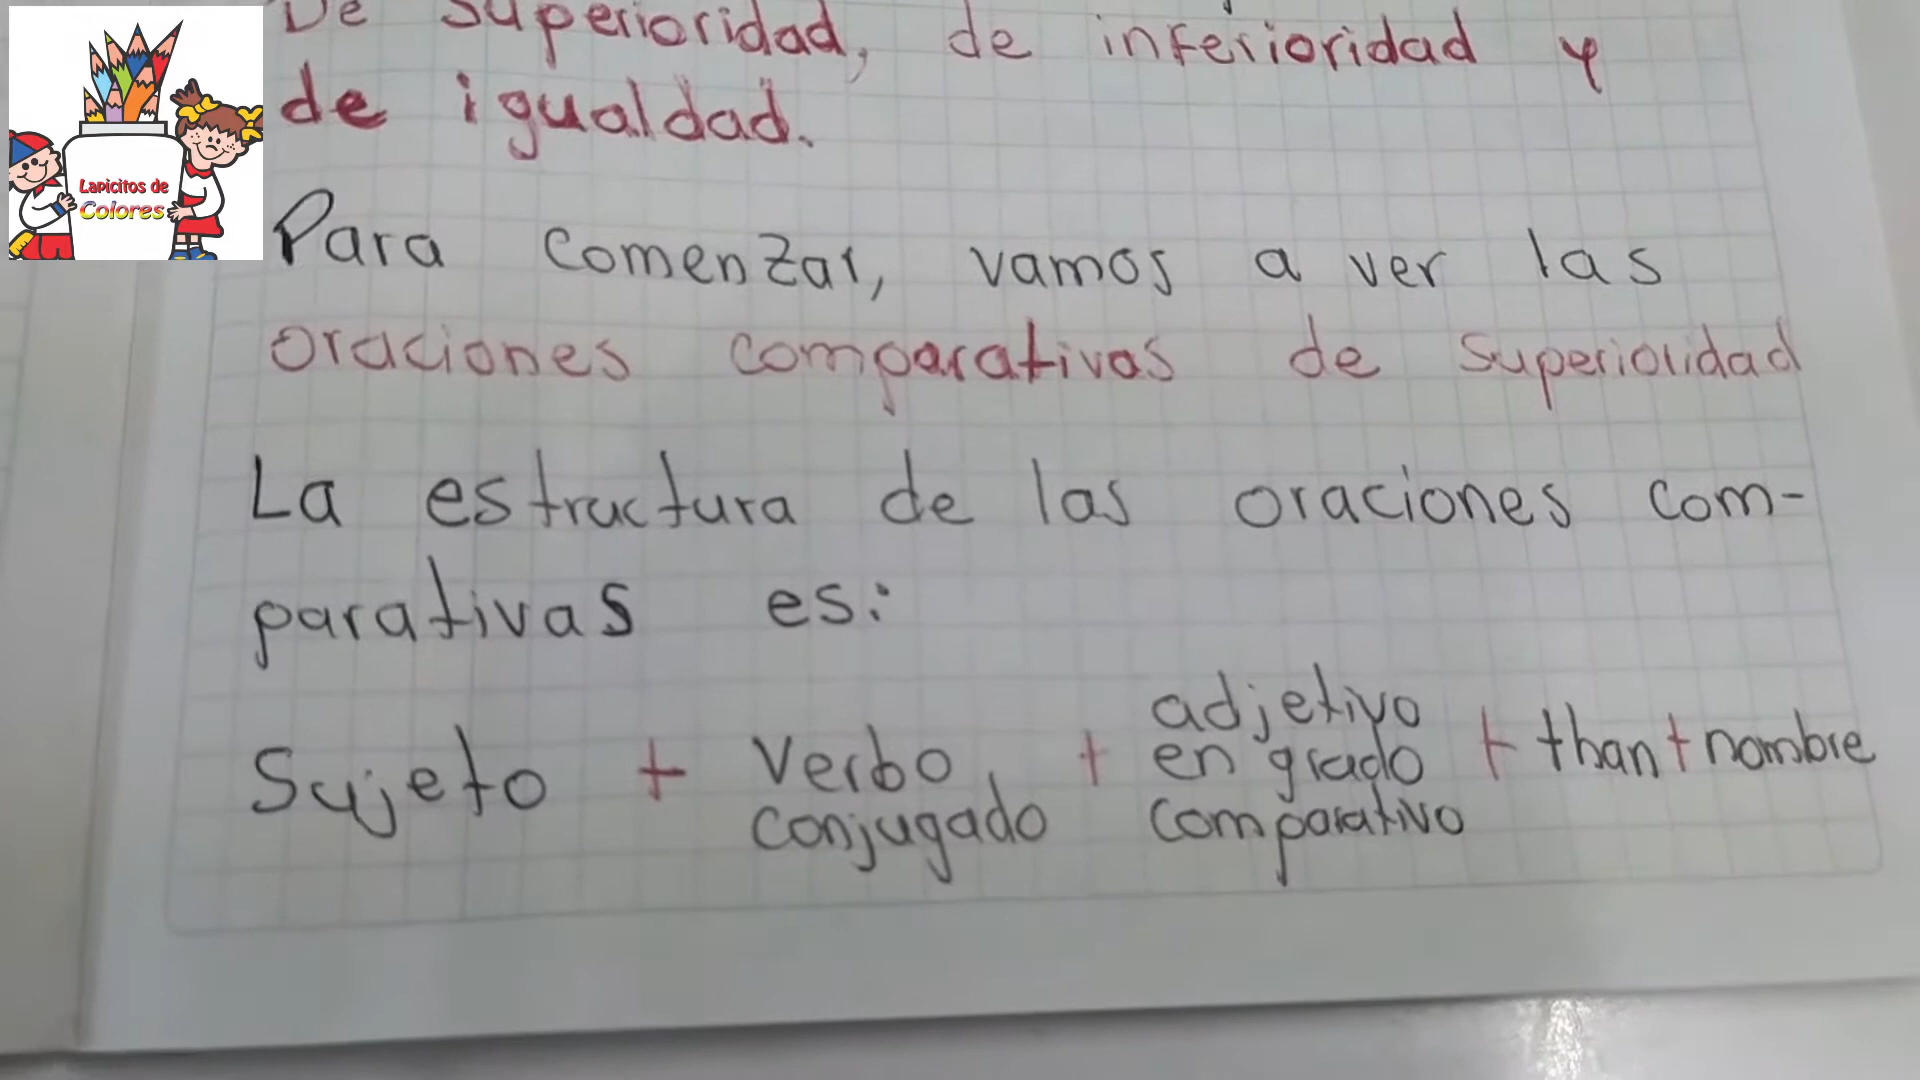 De superioridad, de inferioridad y
de igualdad.
Lapicitos de
Colores
Para comenzar, vamos a ver las
oraciones comparativas de superioridad
La estructura de las oraciones com-
parativas es:
Sujeto + Verbo conjugado + adjetivo en grado comparativo + than + nombre